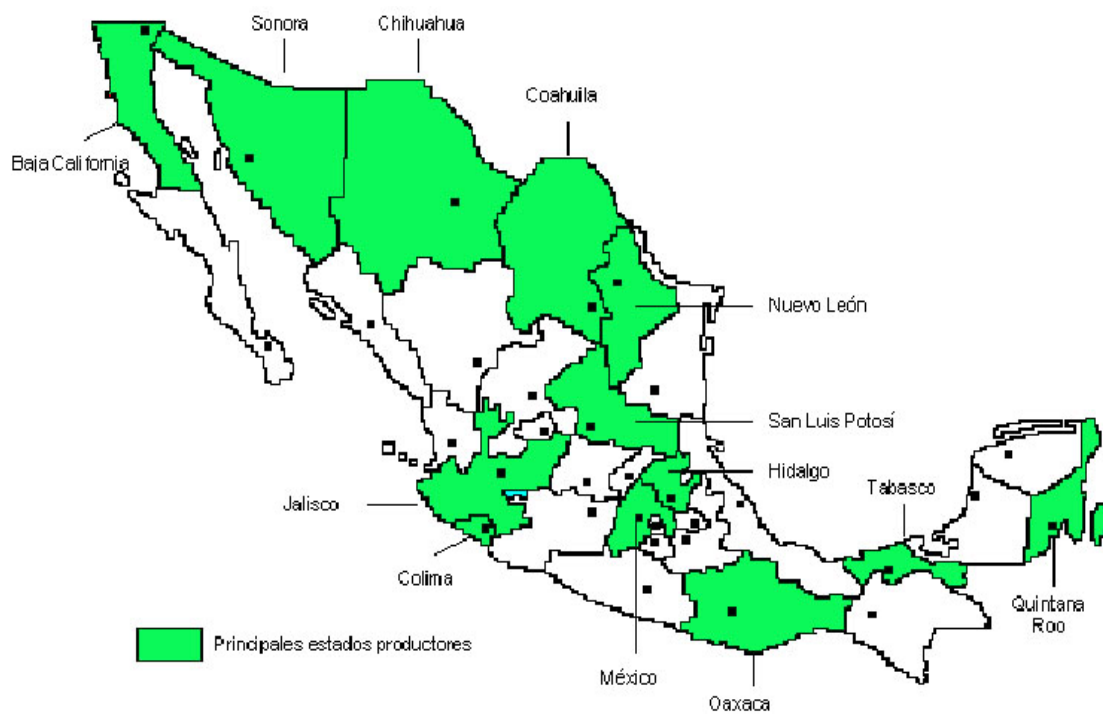 Sonora
Chihuahua
Coahuila
Baja California
Nuevo León
San Luis Potosí
Hidalgo
Tabasco
Jalisco
Colima
Quintana
Roo
Principales estados productores
México
Oaxaca